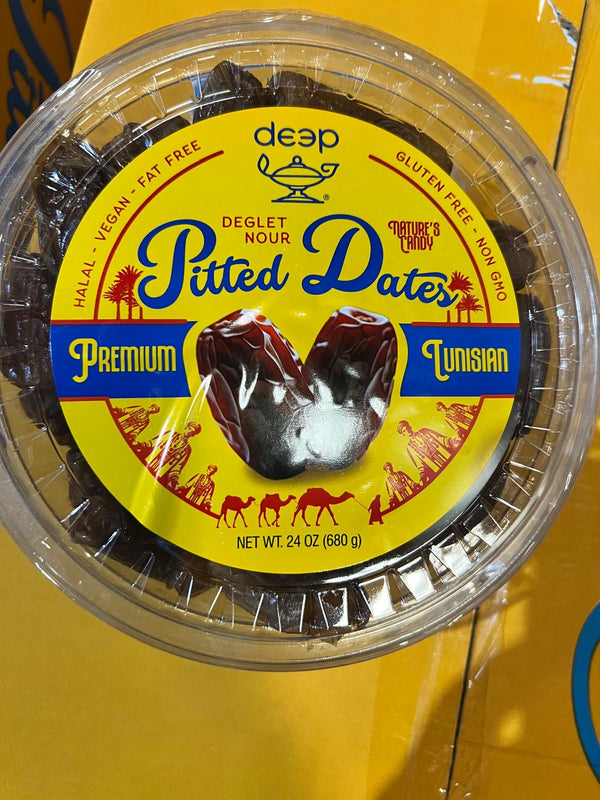 deep
®
HALAL - VEGAN - FAT FREE
GLUTEN FREE - NON GMO
DEGLET
NOUR
NATURE'S
CANDY
Pitted Dates
PREMIUM
TUNISIAN
NET WT. 24 OZ (680 g)